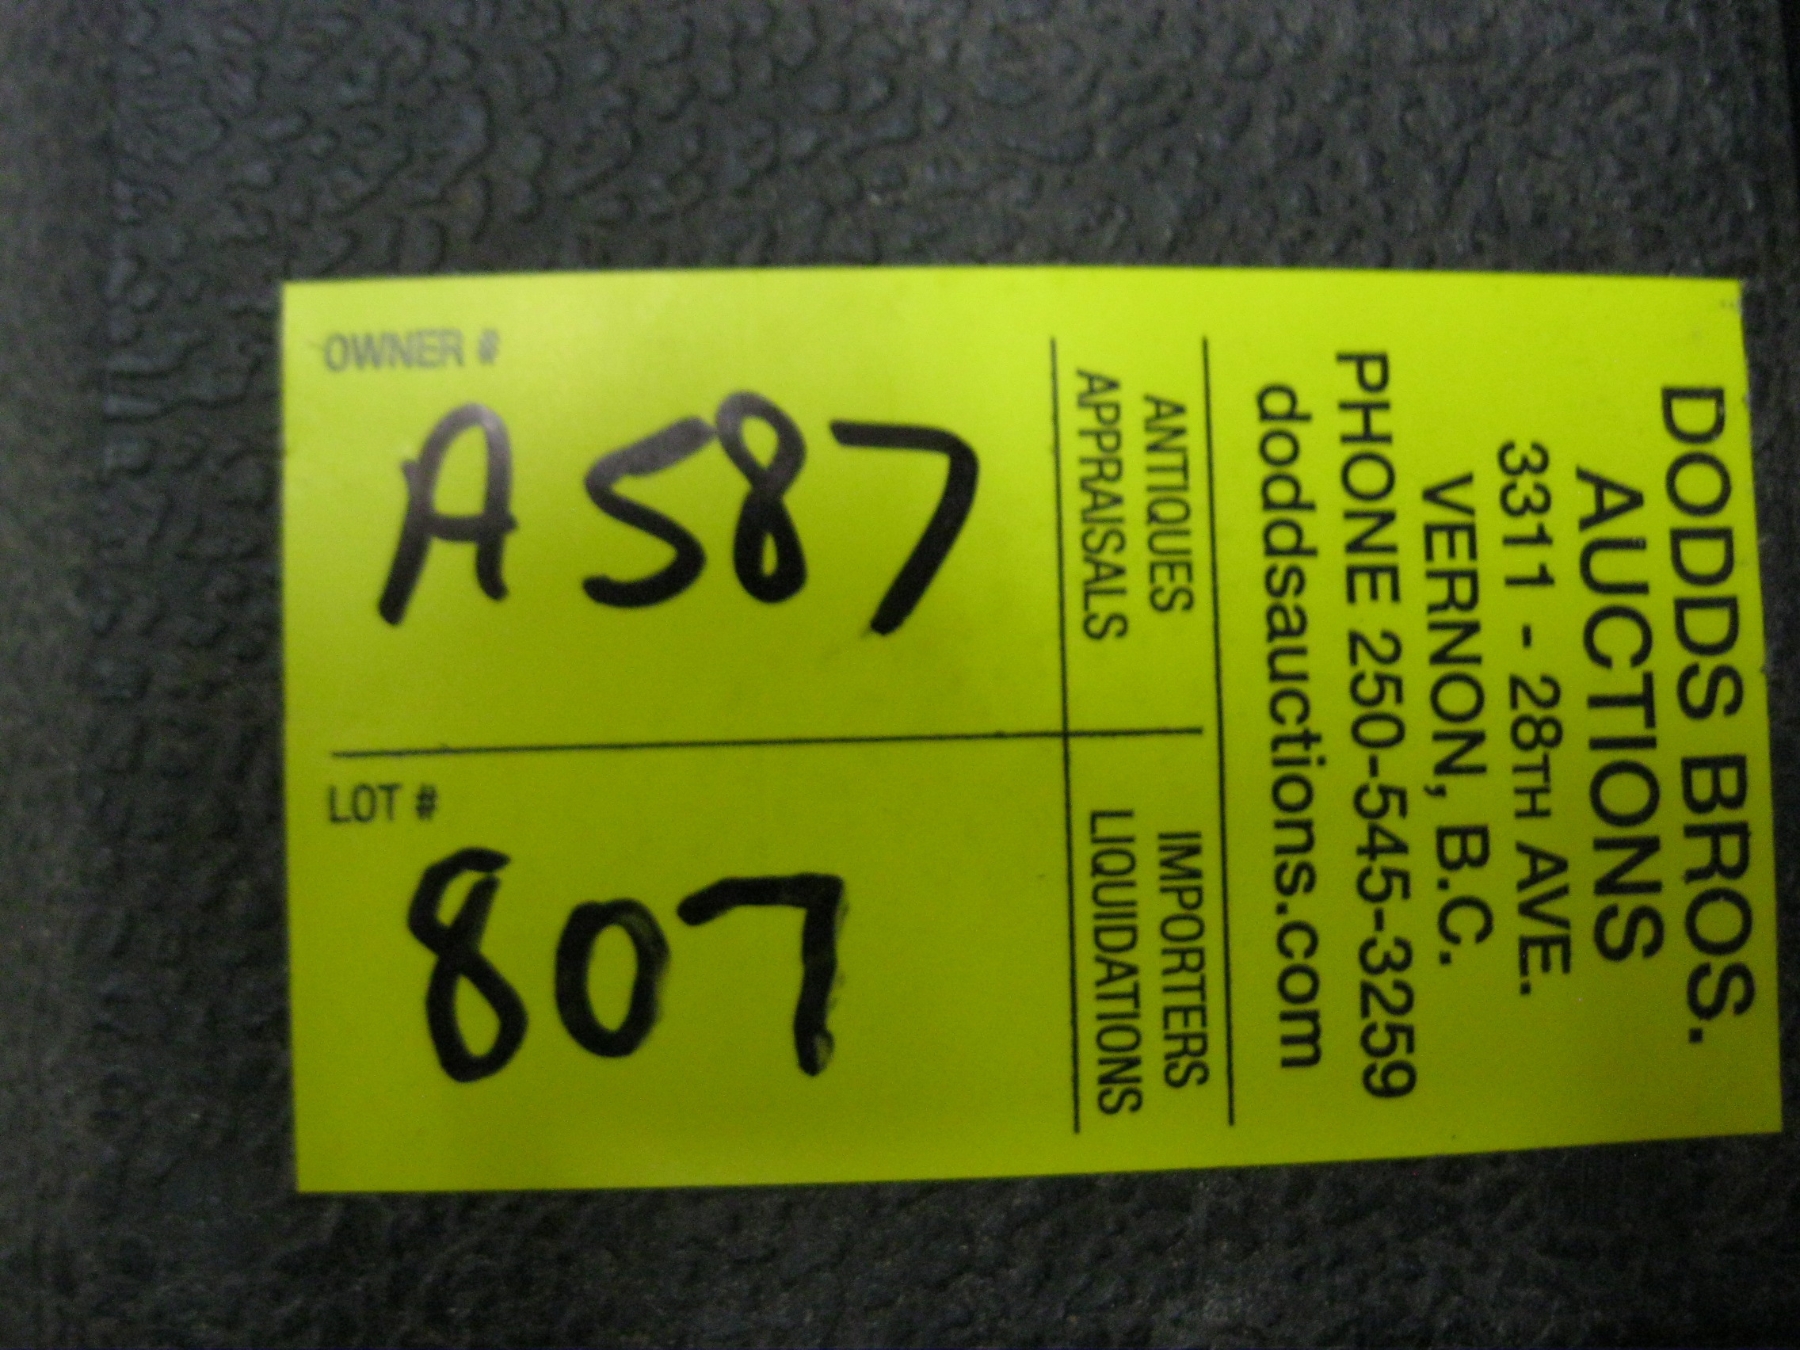 DODDS BROS.
AUCTIONS
3311 - 28TH AVE.
VERNON, B.C.
PHONE 250-545-3259
doddsauctions.com
ANTIQUES
APPRAISALS
IMPORTERS
LIQUIDATIONS
OWNER #
A587
LOT #
807